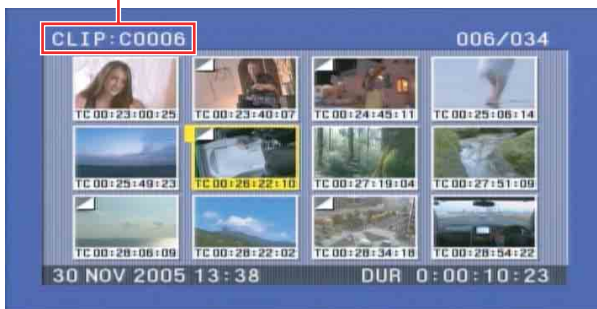 CLIP:C0006 006/034
TC 00:23:00:25 TC 00:23:40:07 TC 00:24:45:11 TC 00:25:06:14
TC 00:25:49:23 TC 00:26:22:10 TC 00:27:19:04 TC 00:27:51:09
TC 00:28:06:09 TC 00:28:22:02 TC 00:28:34:18 TC 00:28:54:22
30 NOV 2005 13:38 DUR 0:00:10:23